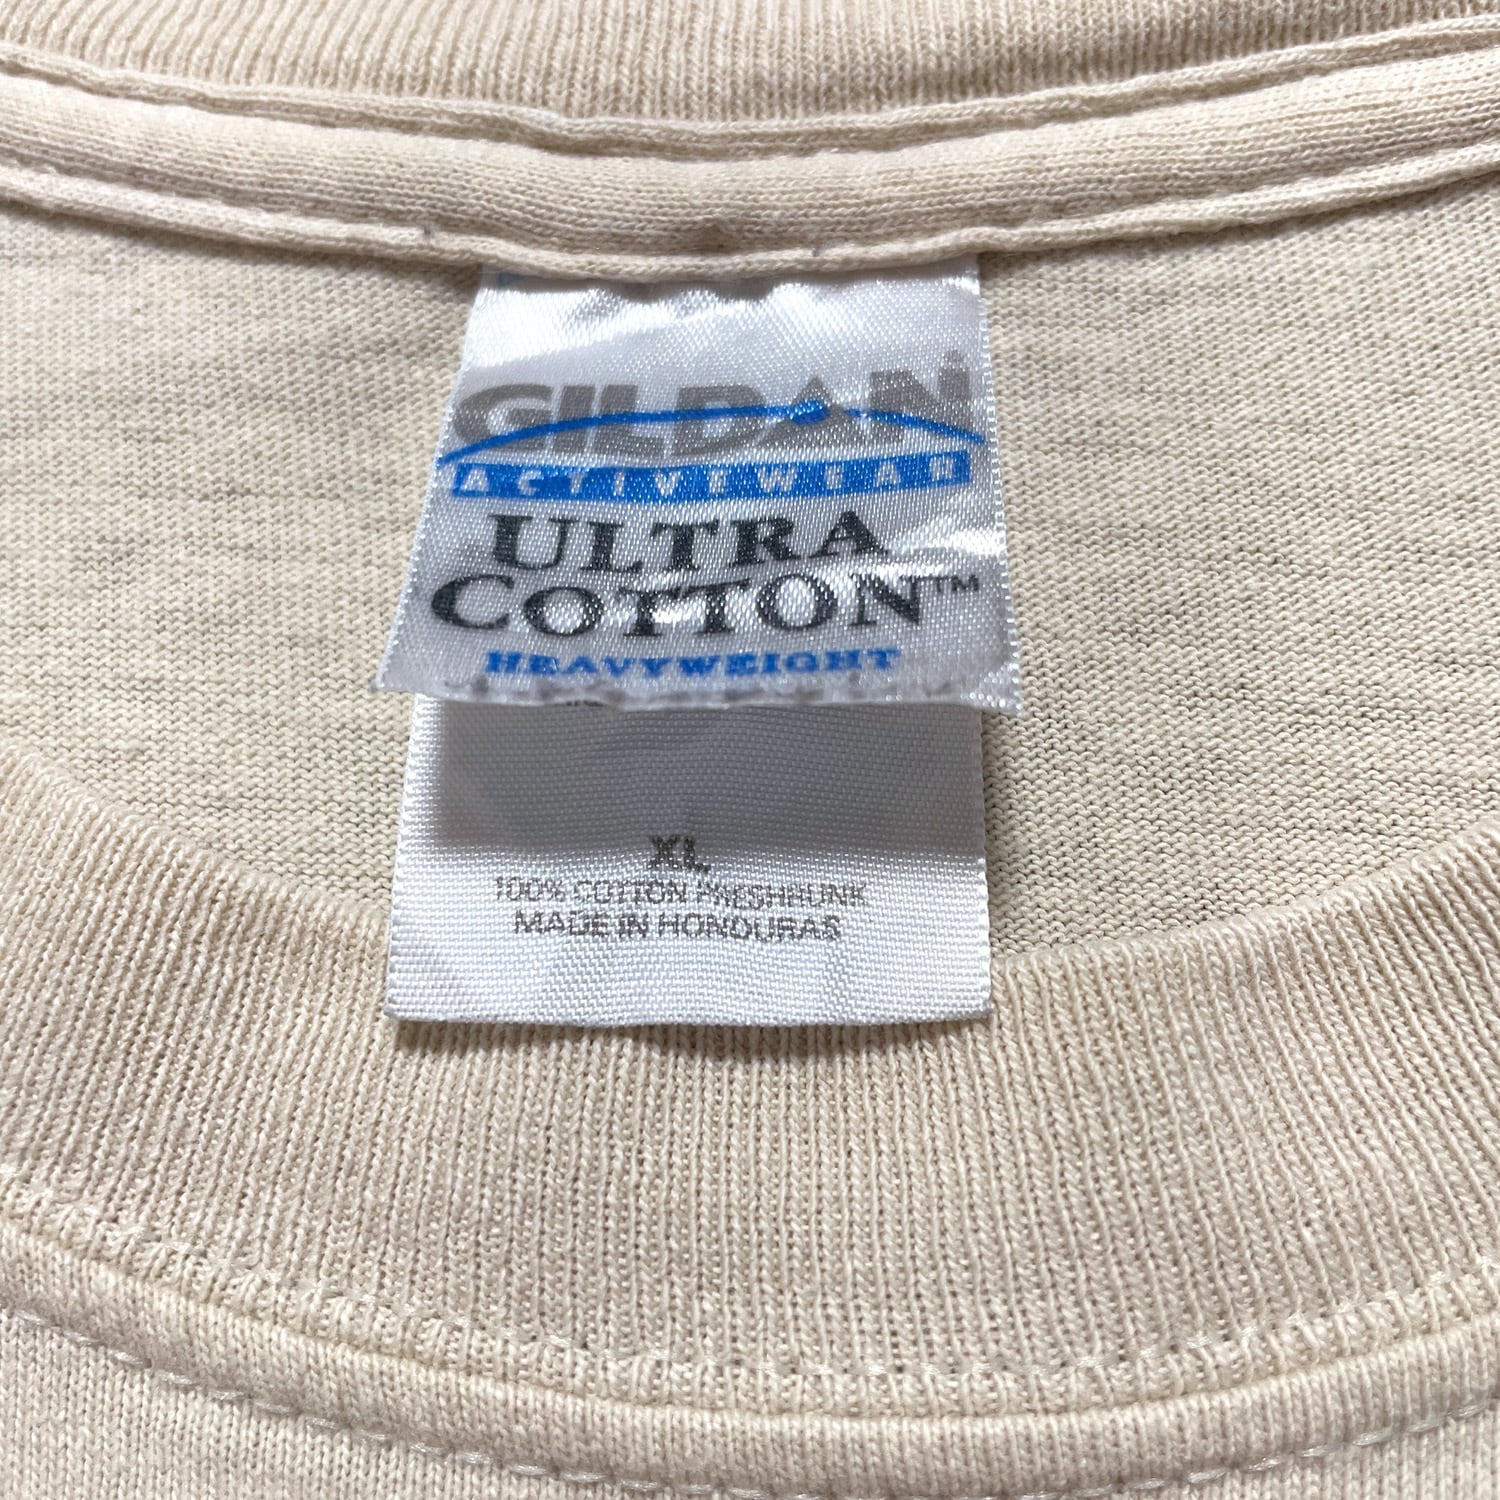 GILDAN
ACTIVEWEAR
ULTRA
COTTON™
HEAVYWEIGHT
XL
100% COTTON PRESHRUNK
MADE IN HONDURAS